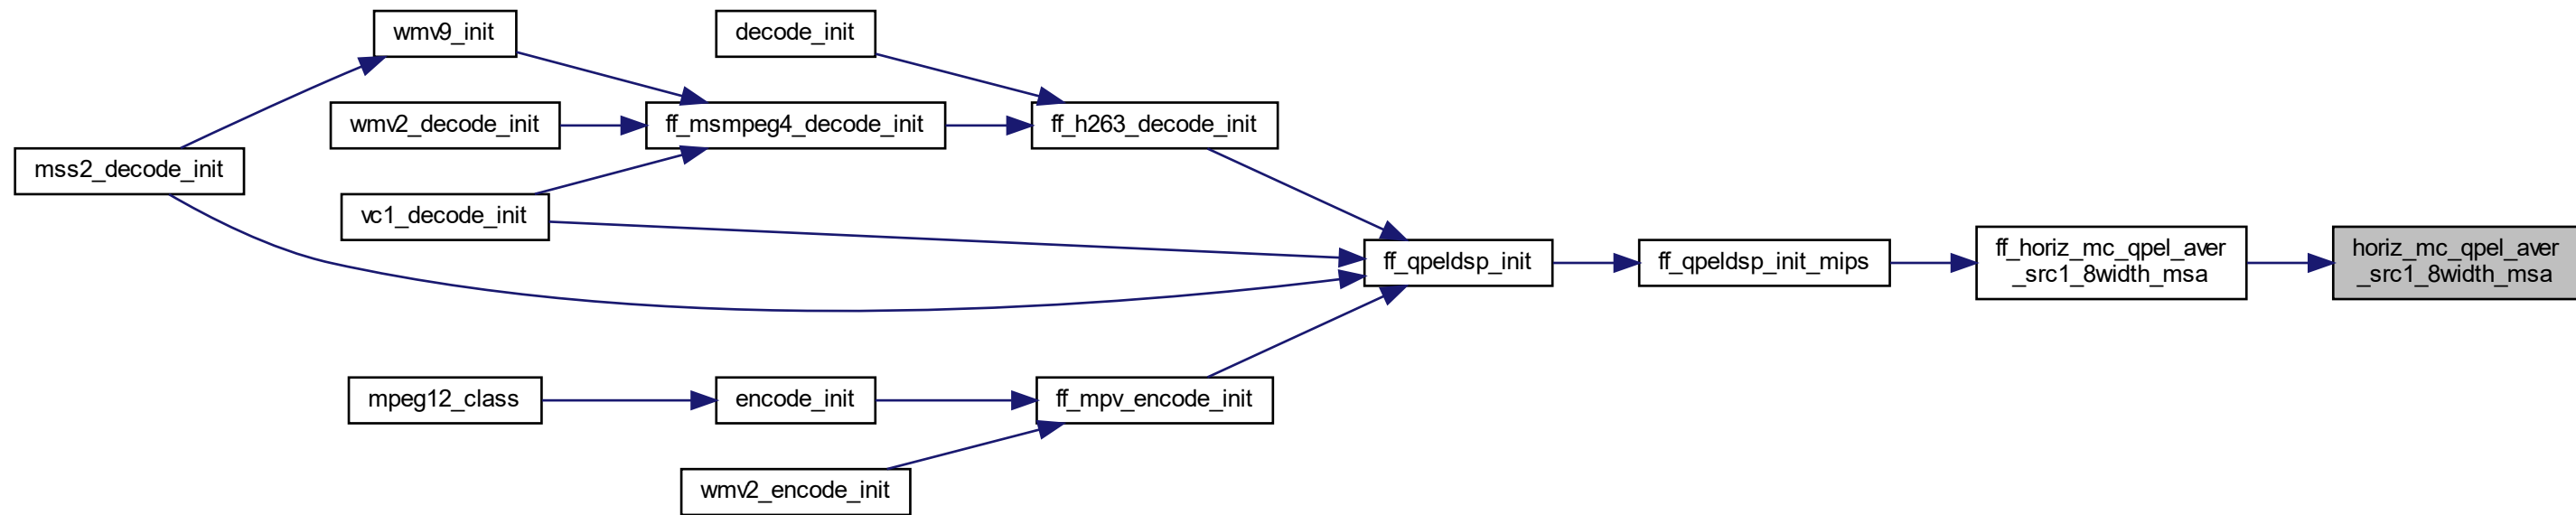 wmv9_init
decode_init
wmv2_decode_init
ff_msmpeg4_decode_init
ff_h263_decode_init
mss2_decode_init
vc1_decode_init
ff_qpeldsp_init
ff_qpeldsp_init_mips
ff_horiz_mc_qpel_aver
_src1_8width_msa
horiz_mc_qpel_aver
_src1_8width_msa
mpeg12_class
encode_init
ff_mpv_encode_init
wmv2_encode_init